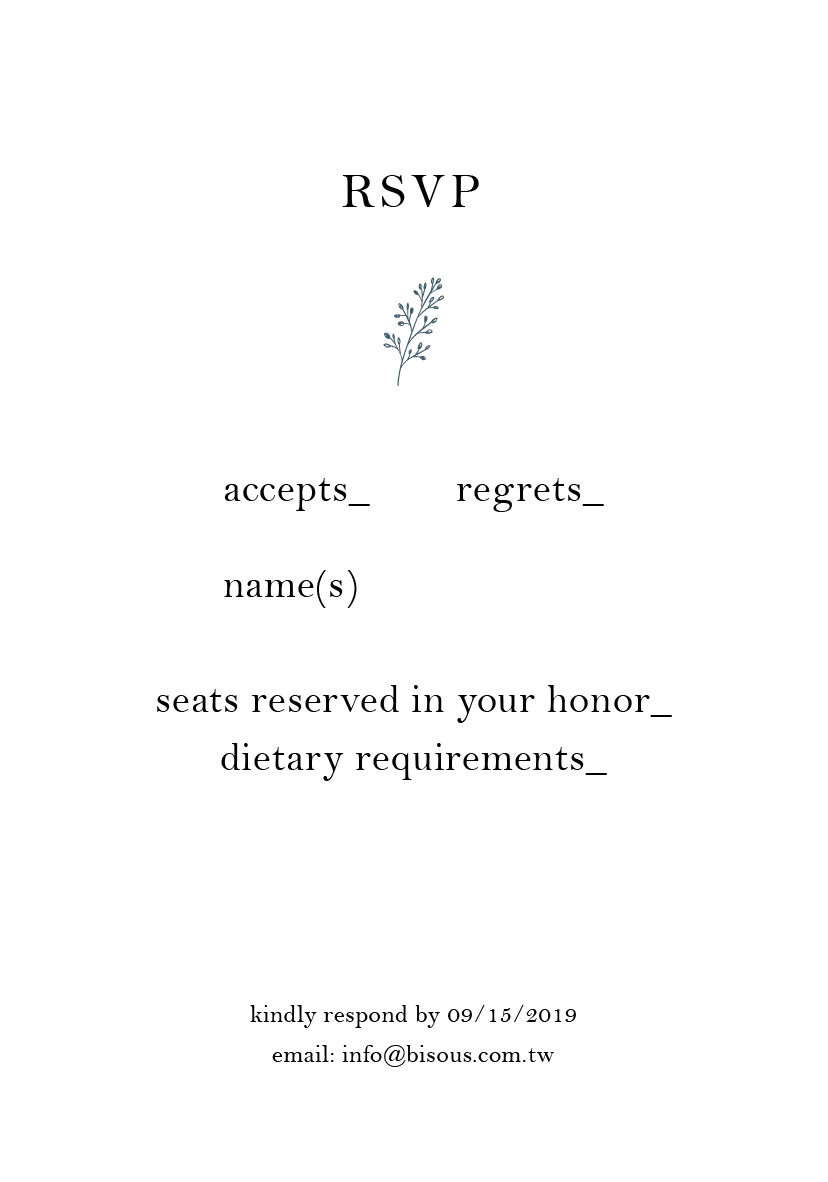 RSVP
accepts_ regrets_
name(s)
seats reserved in your honor_
dietary requirements_
kindly respond by 09/15/2019
email: info@bisous.com.tw